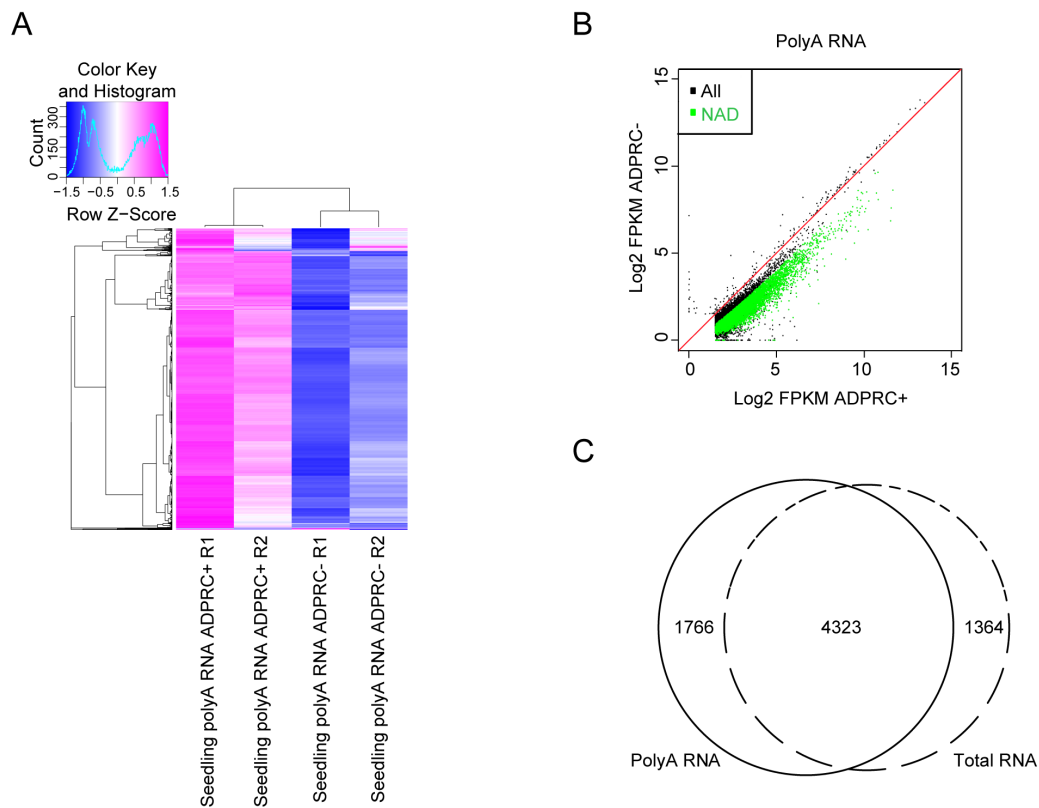 A
Color Key
and Histogram
Count
0
150
300
−1.5
−0.5
0.5
1.5
Row Z−Score
Seedling polyA RNA ADPRC+ R1
Seedling polyA RNA ADPRC+ R2
Seedling polyA RNA ADPRC- R1
Seedling polyA RNA ADPRC- R2
B
PolyA RNA
All
NAD
Log2 FPKM ADPRC-
15
10
5
0
0
5
10
15
Log2 FPKM ADPRC+
C
1766
4323
1364
PolyA RNA
Total RNA